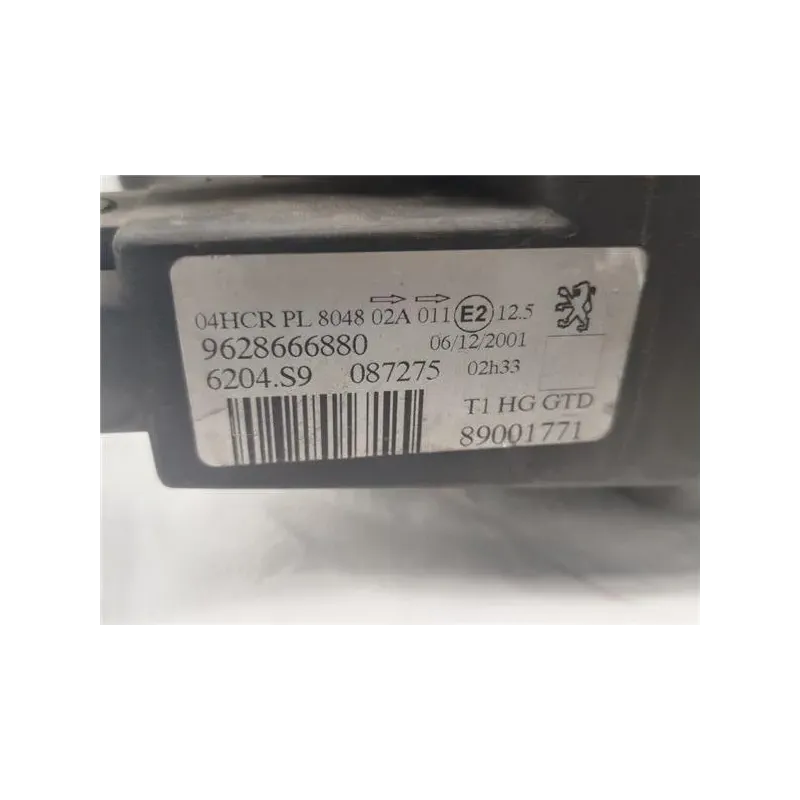 04HCR PL 8048 02A 011 E2 12.5
9628666880 06/12/2001
6204.S9 087275 02h33
T1 HG GTD
89001771